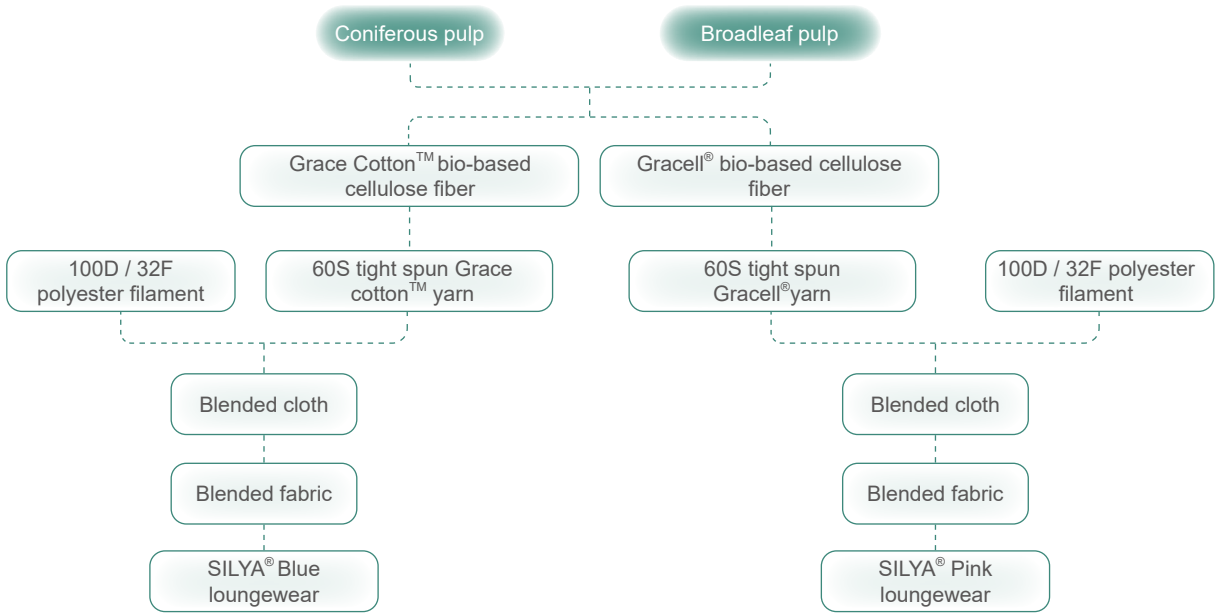 Coniferous pulp
Broadleaf pulp
Grace Cotton™ bio-based
cellulose fiber
Gracell® bio-based cellulose
fiber
100D / 32F
polyester filament
60S tight spun Grace
cotton™ yarn
60S tight spun
Gracell®yarn
100D / 32F polyester
filament
Blended cloth
Blended cloth
Blended fabric
Blended fabric
SILYA® Blue
loungewear
SILYA® Pink
loungewear